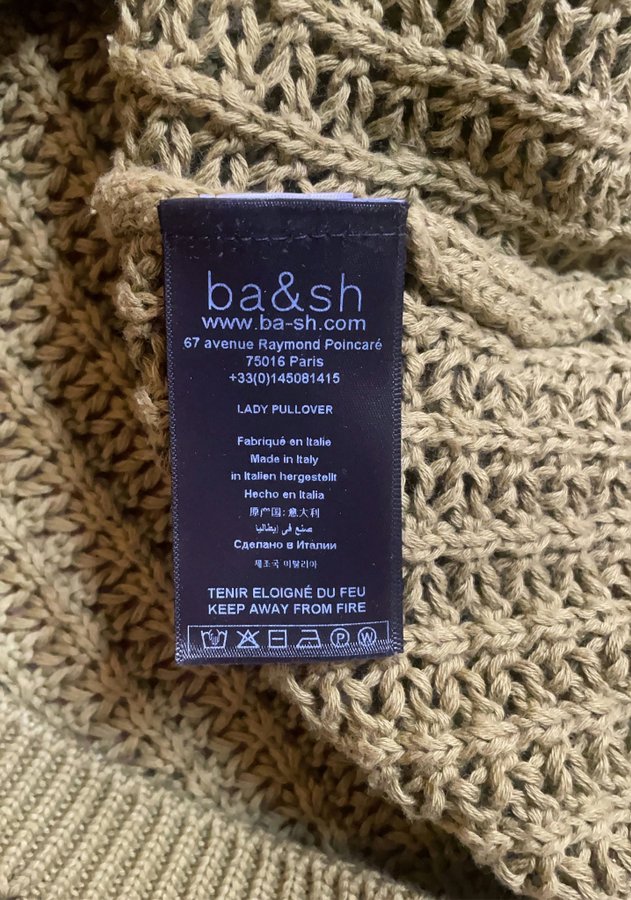 ba&sh
www.ba-sh.com
67 avenue Raymond Poincaré
75016 Paris
+33(0)145081415
LADY PULLOVER
Fabriqué en Italie
Made in Italy
in Italien hergestellt
Hecho en Italia
原产国: 意大利
صنع في إيطاليا
Сделано в Италии
제조국 이탈리아
TENIR ELOIGNÉ DU FEU
KEEP AWAY FROM FIRE
P W